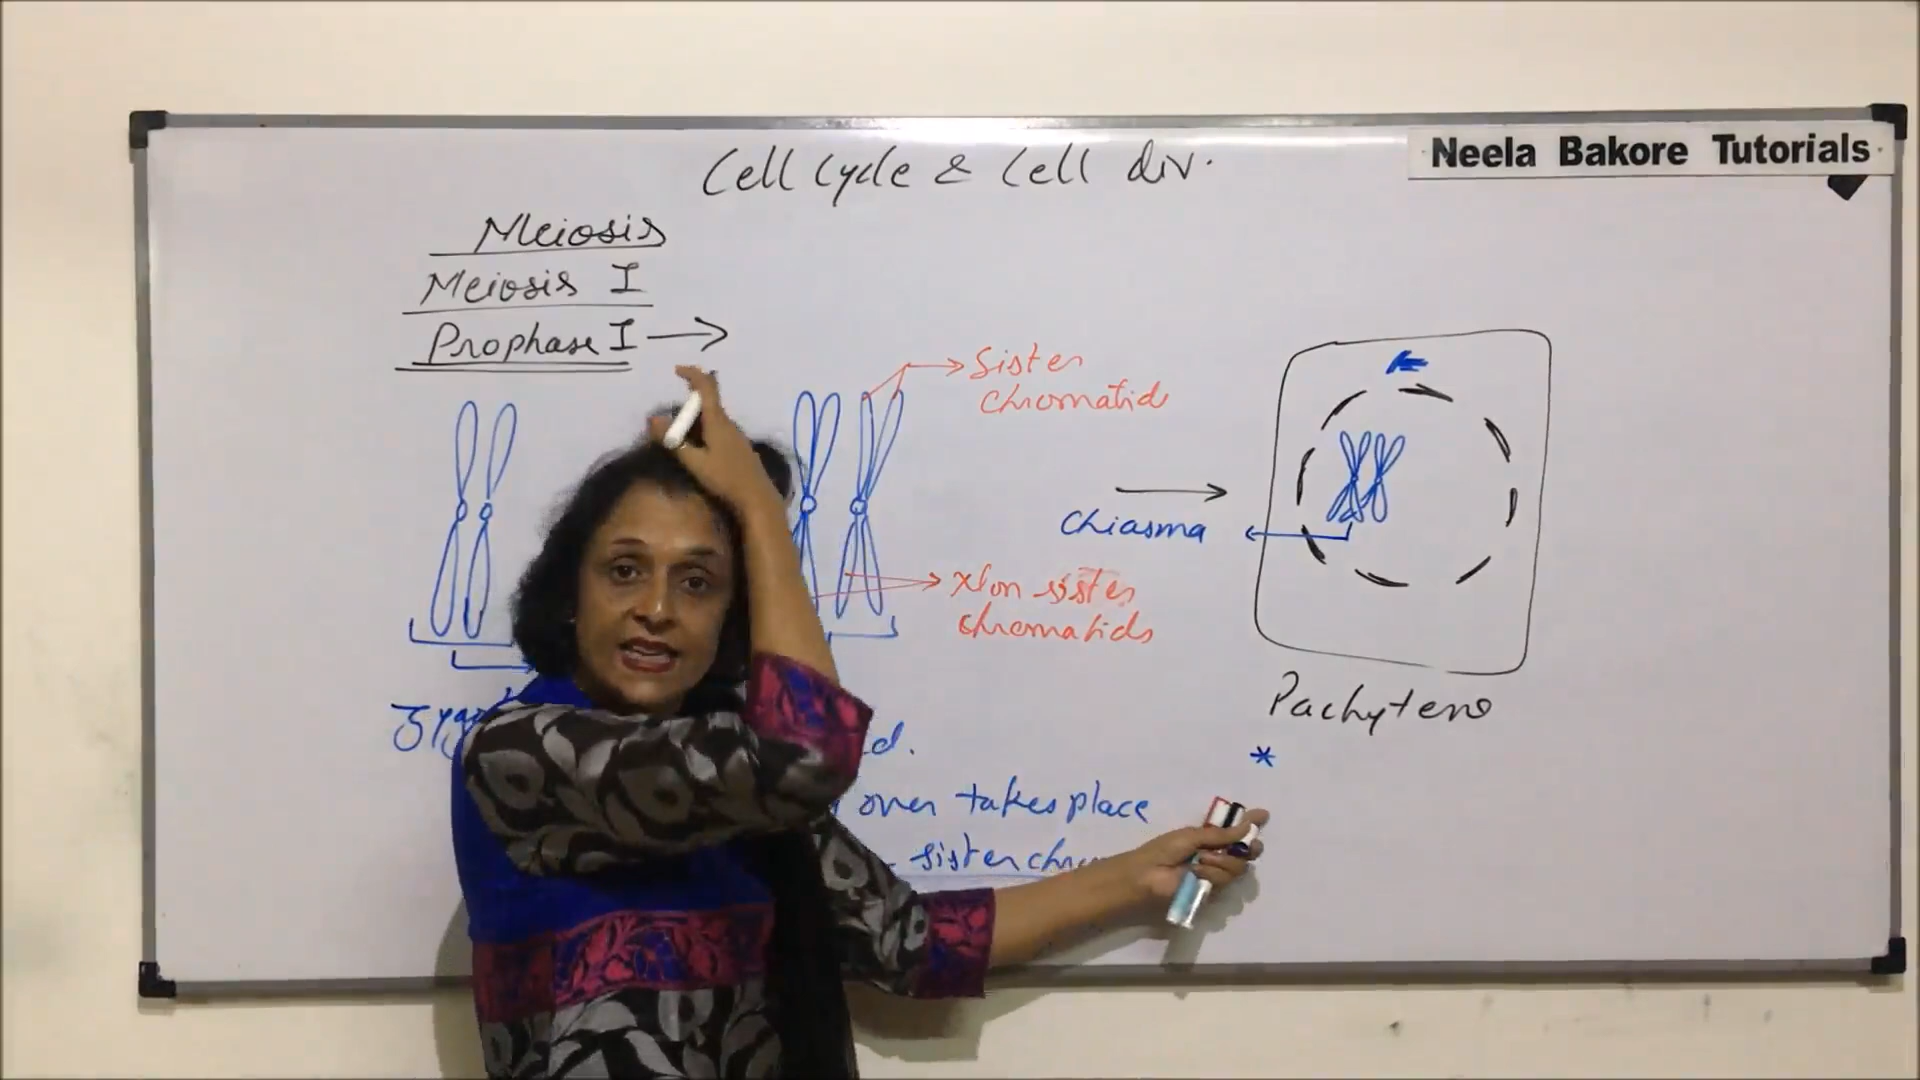 Neela Bakore Tutorials
Cell Cycle & Cell div.
Meiosis
Meiosis I
Prophase I →
Sister
chromatid
Chiasma
Non sister
chromatids
Pachytene
d.
over takes place
sister chr
*